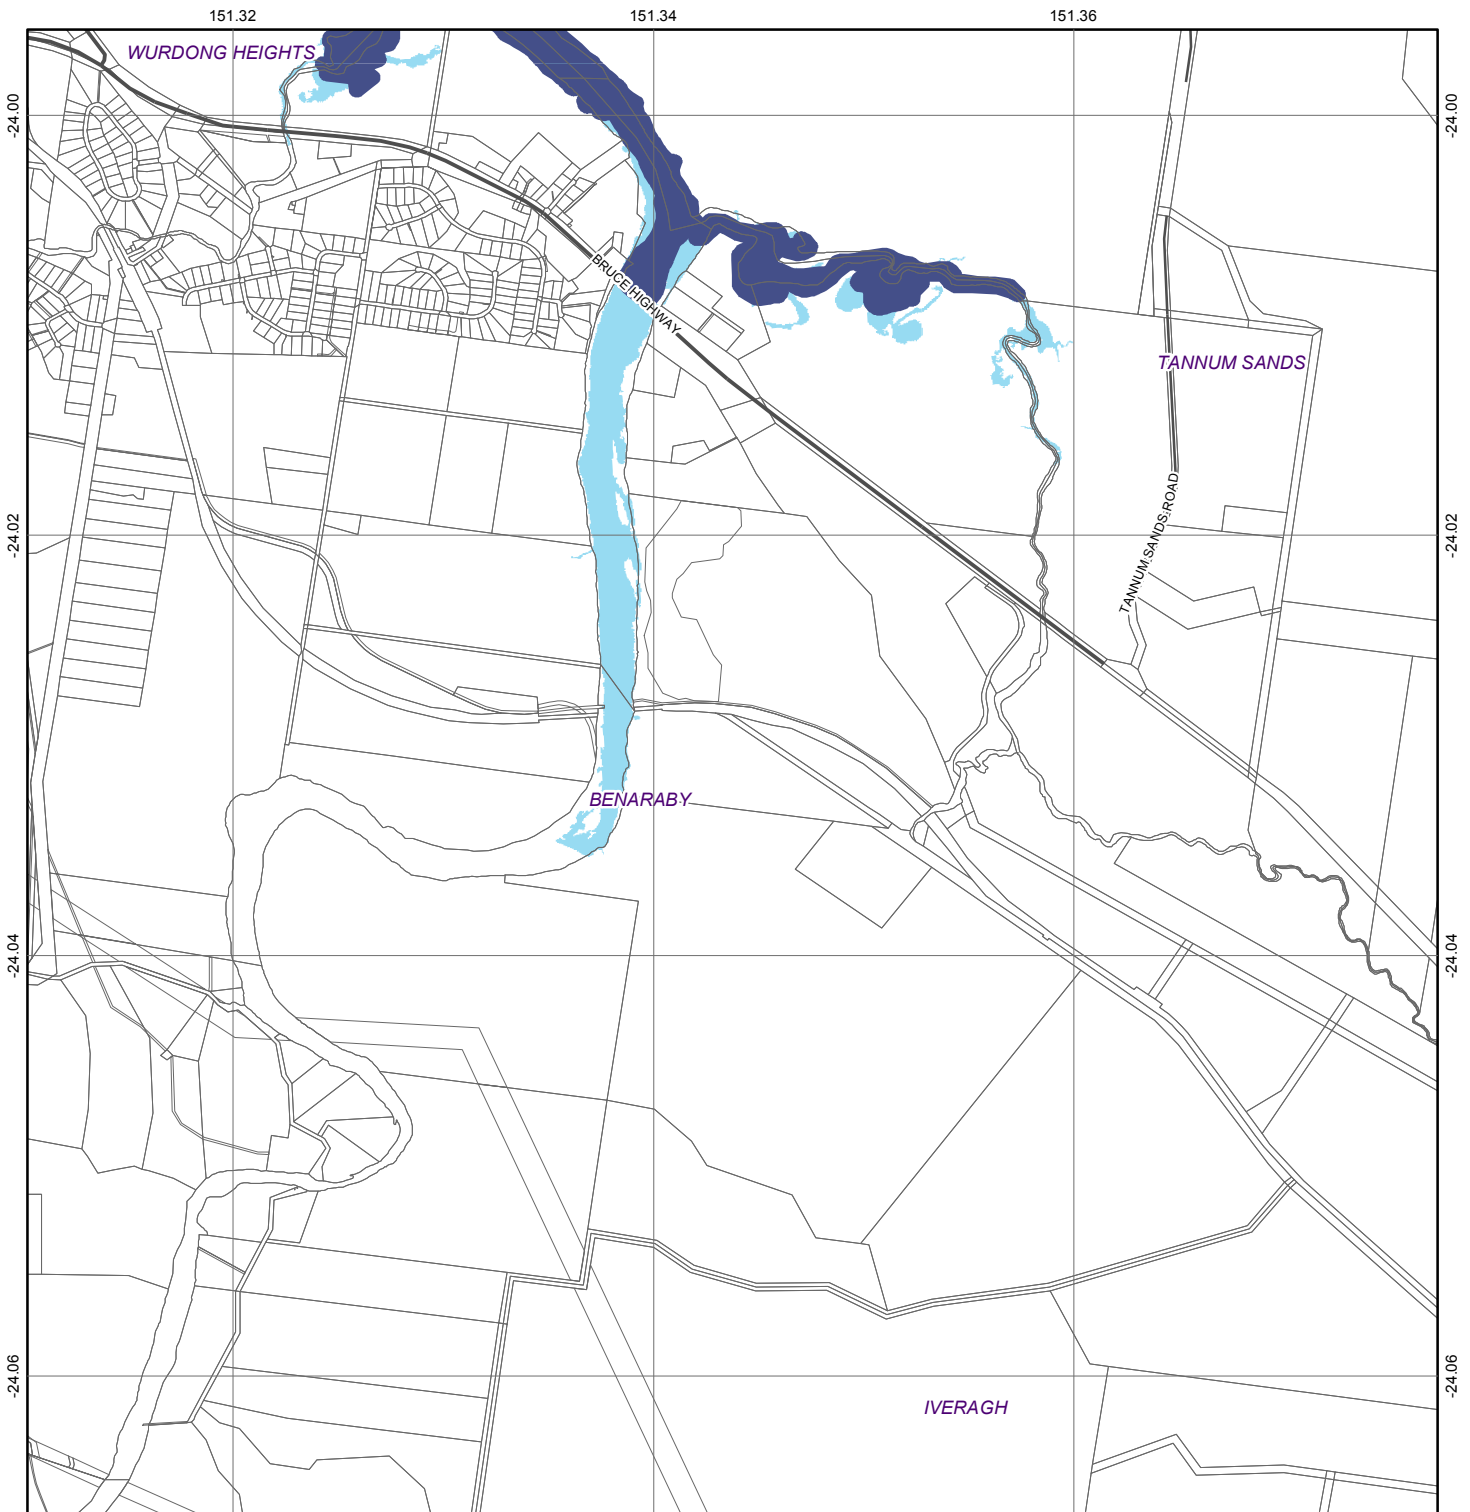 151.32
151.34
151.36
WURDONG HEIGHTS
-24.00
-24.00
BRUCE HIGHWAY
TANNUM SANDS
TANNUM SANDS ROAD
-24.02
-24.02
BENARABY
-24.04
-24.04
-24.06
-24.06
IVERAGH